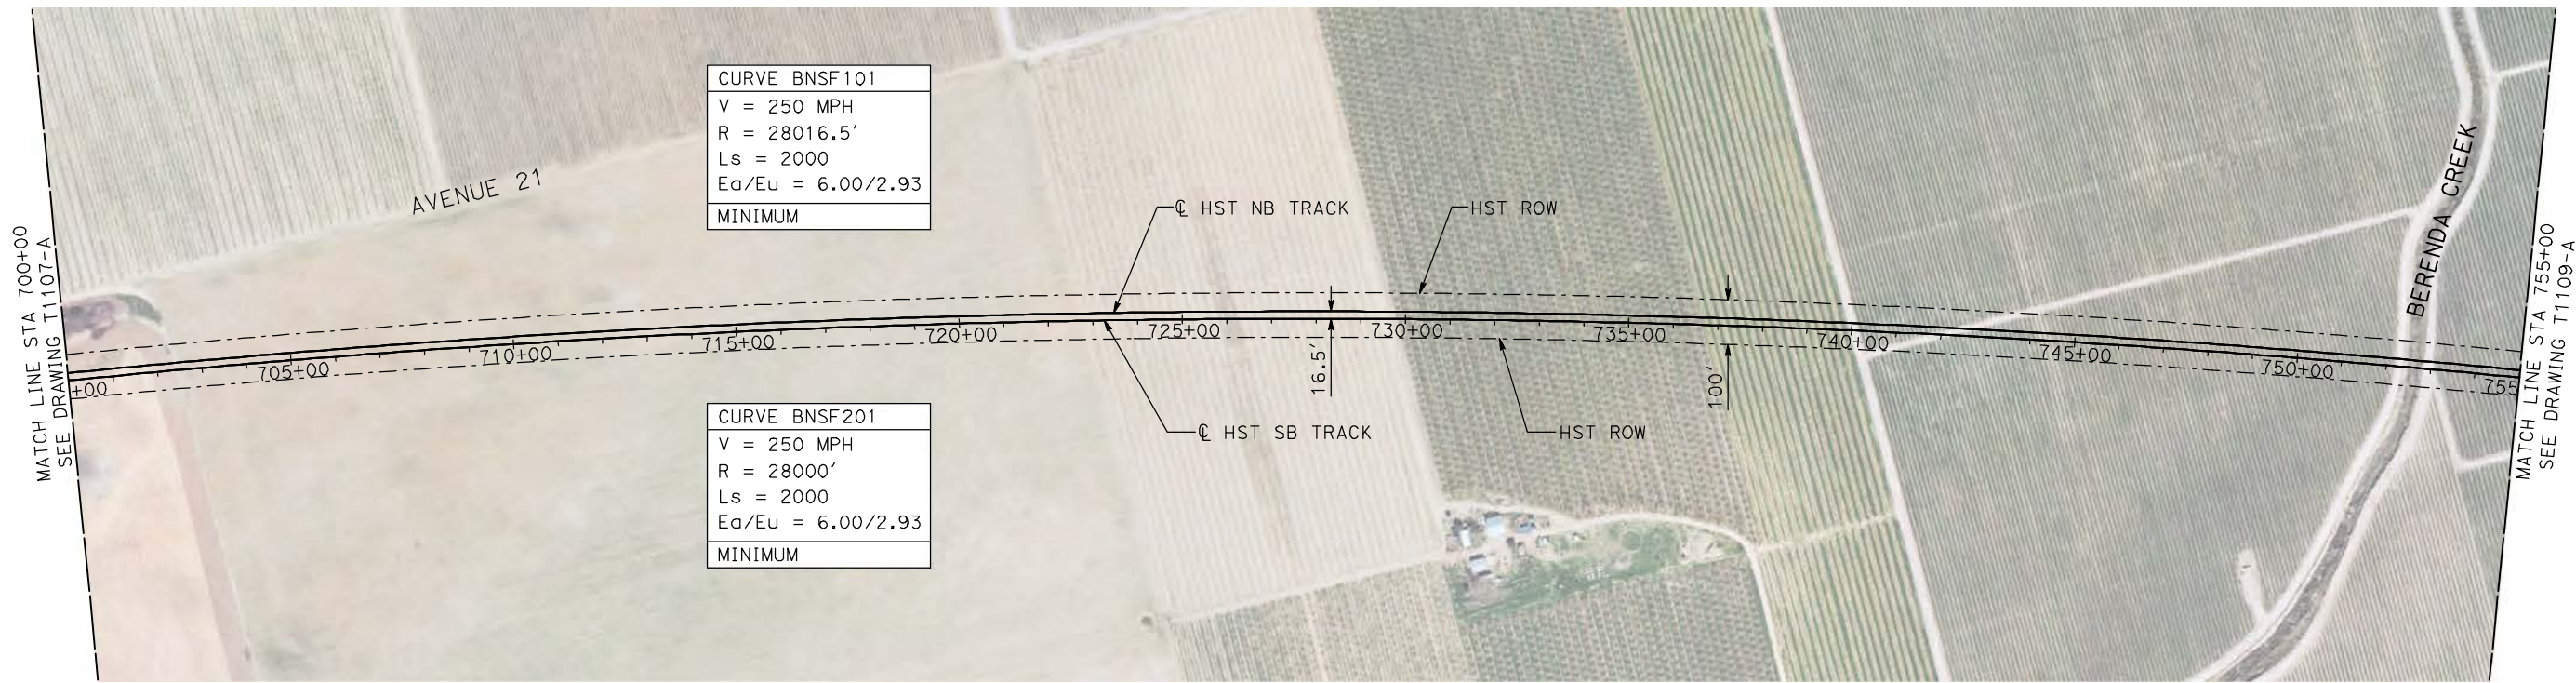 MATCH LINE STA 700+00
SEE DRAWING T1107-A
AVENUE 21
CURVE BNSF101
V = 250 MPH
R = 28016.5′
Ls = 2000
Ea/Eu = 6.00/2.93
MINIMUM
℄ HST NB TRACK
HST ROW
BERENDA CREEK
+00
705+00
710+00
715+00
720+00
725+00
730+00
735+00
740+00
745+00
750+00
755
16.5′
100′
℄ HST SB TRACK
HST ROW
CURVE BNSF201
V = 250 MPH
R = 28000′
Ls = 2000
Ea/Eu = 6.00/2.93
MINIMUM
MATCH LINE STA 755+00
SEE DRAWING T1109-A